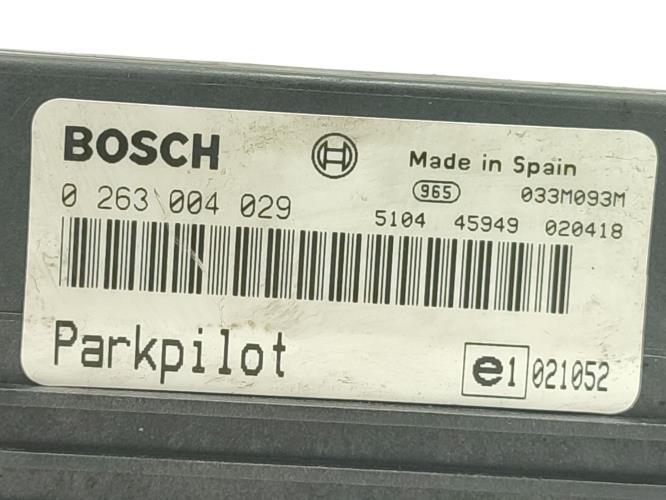 BOSCH Made in Spain
965 033M093M
0 263 004 029 5104 45949 020418
Parkpilot e1 021052